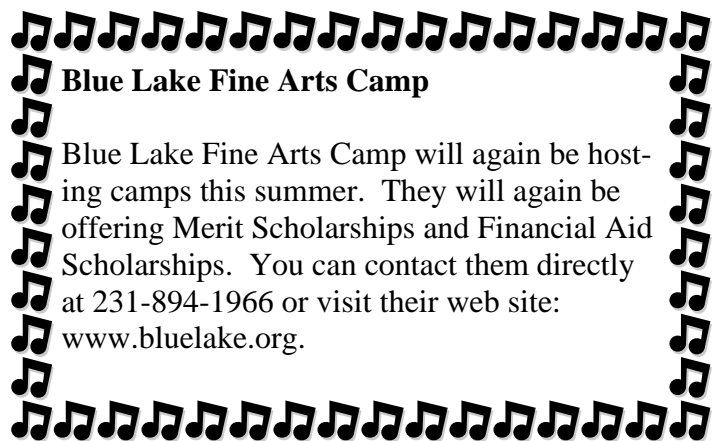 Blue Lake Fine Arts Camp
Blue Lake Fine Arts Camp will again be host-
ing camps this summer.  They will again be
offering Merit Scholarships and Financial Aid
Scholarships.  You can contact them directly
at 231-894-1966 or visit their web site:
www.bluelake.org.